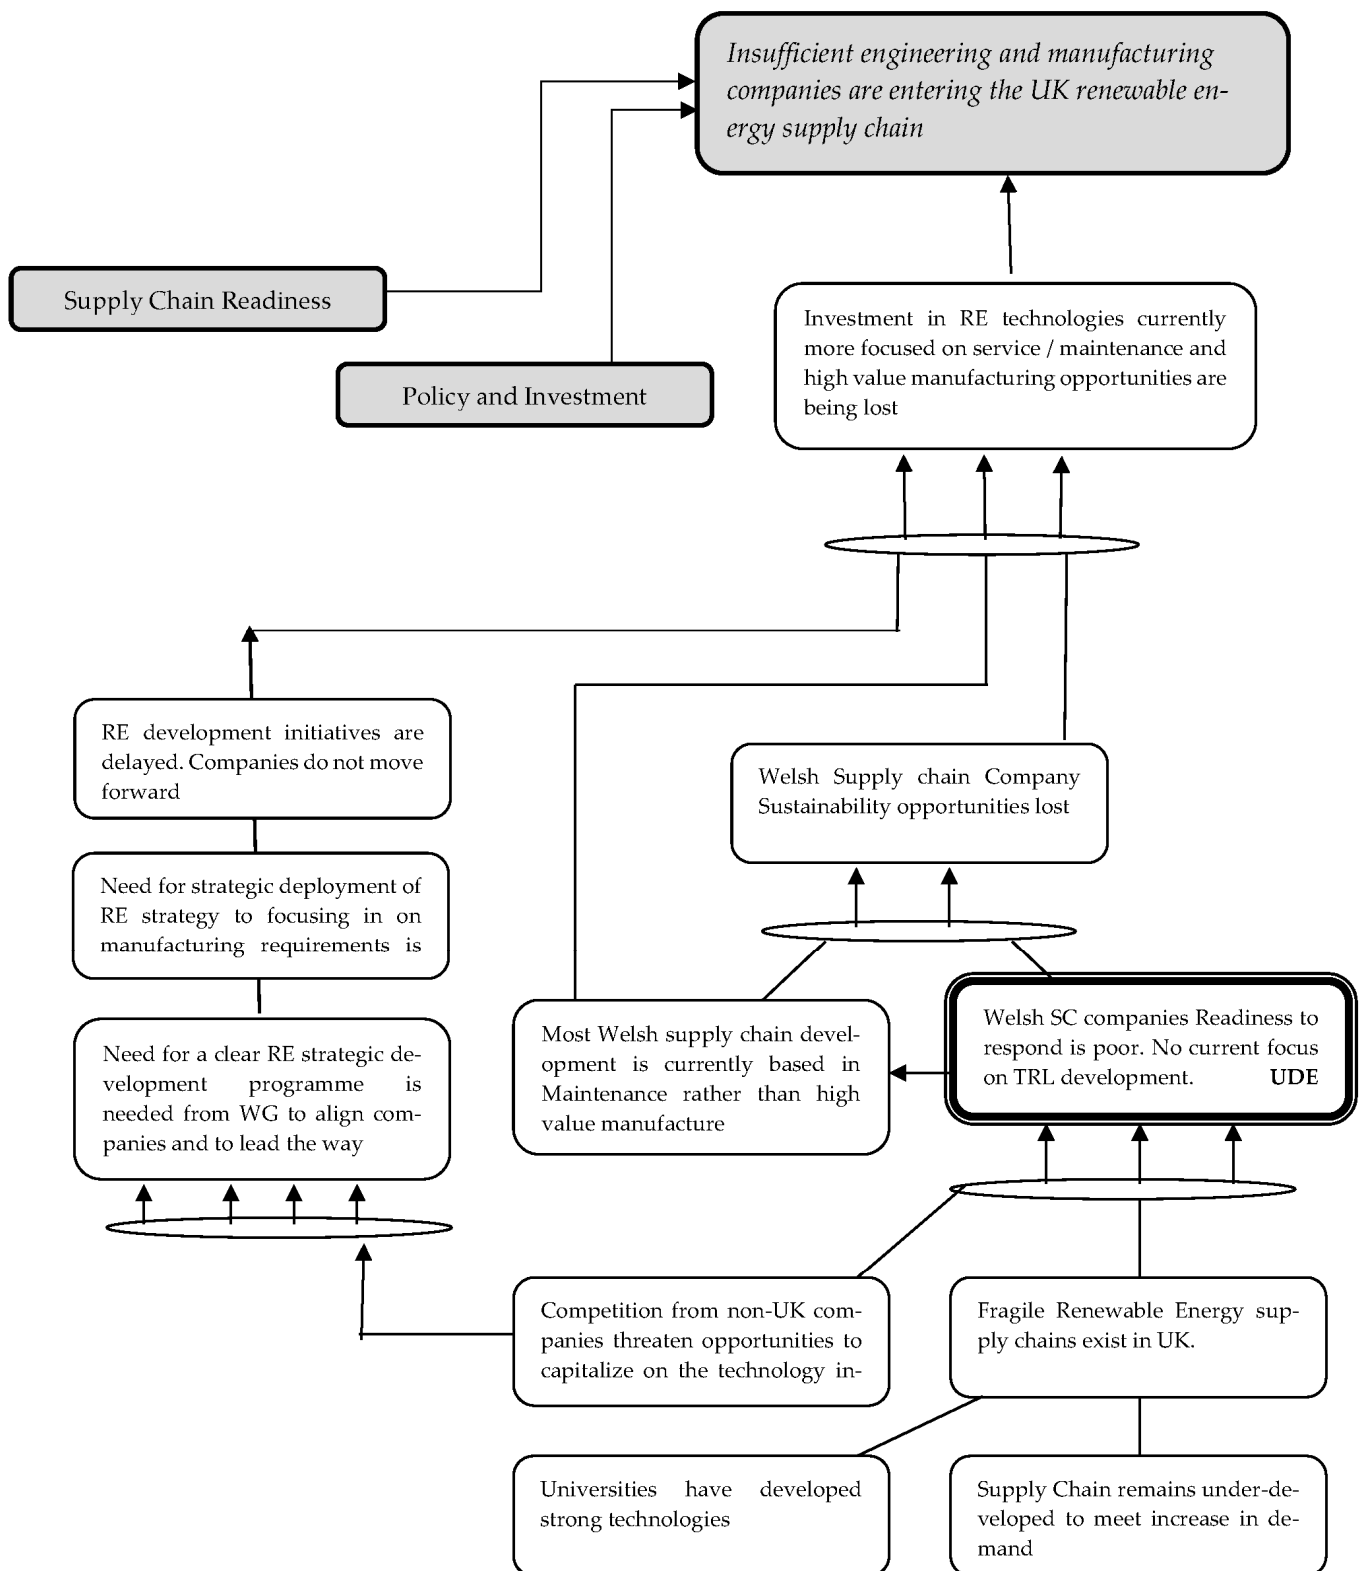 Insufficient engineering and manufacturing
companies are entering the UK renewable en-
ergy supply chain
Supply Chain Readiness
Policy and Investment
Investment in RE technologies currently
more focused on service / maintenance and
high value manufacturing opportunities are
being lost
RE development initiatives are
delayed. Companies do not move
forward
Welsh Supply chain Company
Sustainability opportunities lost
Need for strategic deployment of
RE strategy to focusing in on
manufacturing requirements is
Need for a clear RE strategic de-
velopment programme is
needed from WG to align com-
panies and to lead the way
Most Welsh supply chain devel-
opment is currently based in
Maintenance rather than high
value manufacture
Welsh SC companies Readiness to
respond is poor. No current focus
on TRL development. UDE
Competition from non-UK com-
panies threaten opportunities to
capitalize on the technology in-
Fragile Renewable Energy sup-
ply chains exist in UK.
Universities have developed
strong technologies
Supply Chain remains under-de-
veloped to meet increase in de-
mand